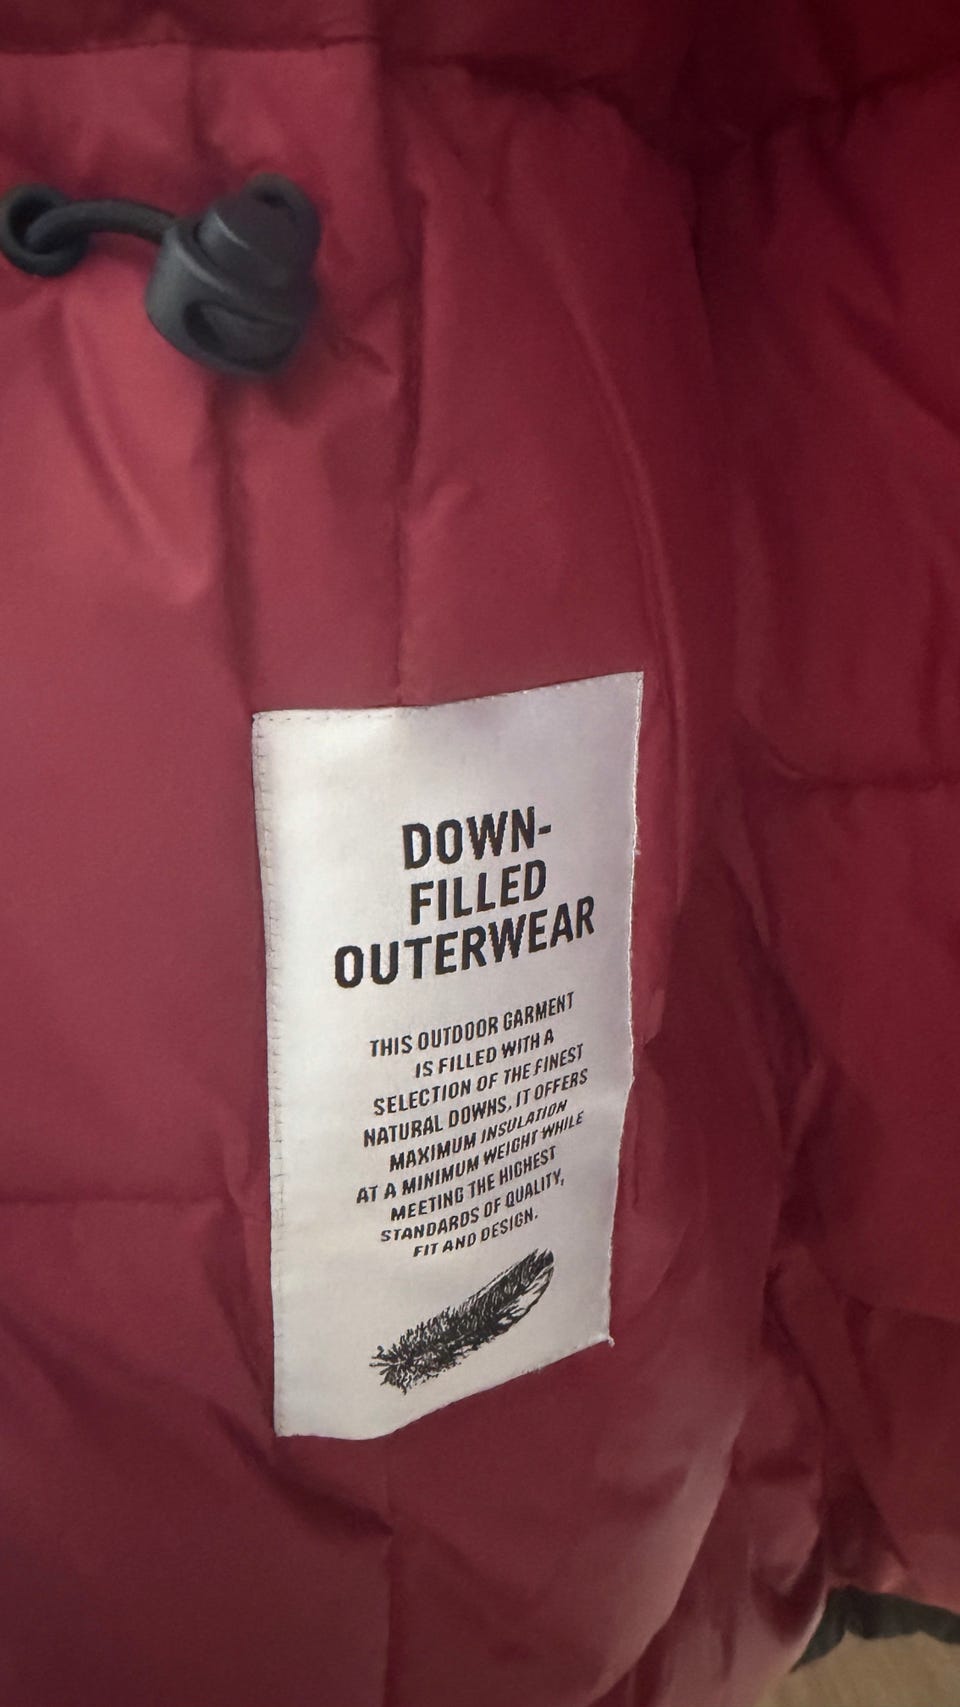 DOWN-
FILLED
OUTERWEAR
THIS OUTDOOR GARMENT
IS FILLED WITH A
SELECTION OF THE FINEST
NATURAL DOWNS, IT OFFERS
MAXIMUM INSULATION
AT A MINIMUM WEIGHT WHILE
MEETING THE HIGHEST
STANDARDS OF QUALITY,
FIT AND DESIGN.